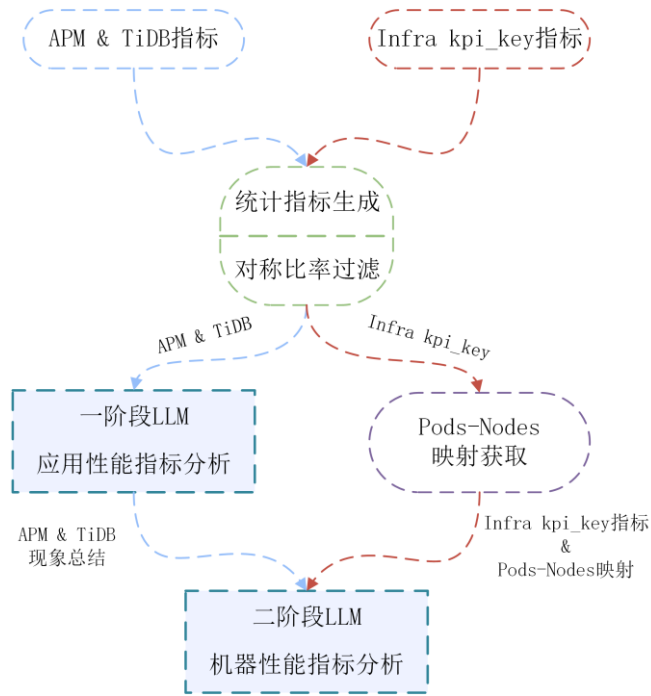 APM & TiDB指标
Infra kpi_key指标
统计指标生成
对称比率过滤
APM & TiDB
Infra kpi_key
一阶段LLM
应用性能指标分析
Pods-Nodes
映射获取
APM & TiDB
现象总结
Infra kpi_key指标
&
Pods-Nodes映射
二阶段LLM
机器性能指标分析